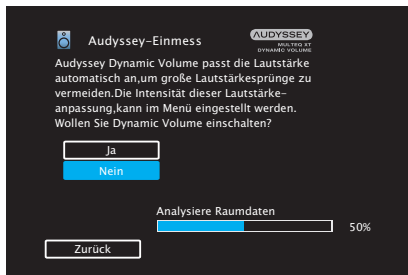 Audyssey-Einmess
AUDYSSEY
MULTEQ XT
DYNAMIC VOLUME
Audyssey Dynamic Volume passt die Lautstärke
automatisch an,um große Lautstärkesprünge zu
vermeiden.Die Intensität dieser Lautstärke-
anpassung,kann im Menü eingestellt werden.
Wollen Sie Dynamic Volume einschalten?
Ja
Nein
Analysiere Raumdaten
50%
Zurück